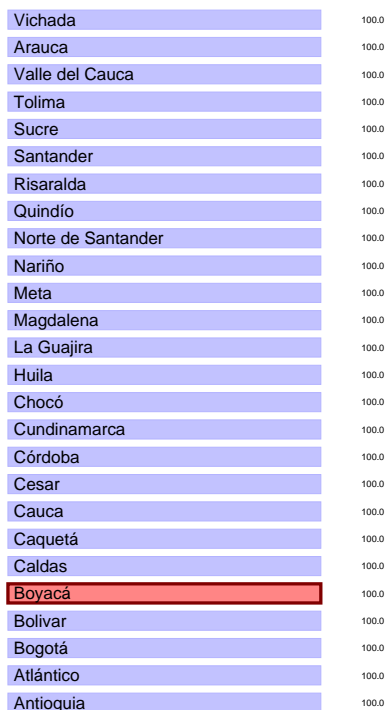 Vichada 100.0
Arauca 100.0
Valle del Cauca 100.0
Tolima 100.0
Sucre 100.0
Santander 100.0
Risaralda 100.0
Quindío 100.0
Norte de Santander 100.0
Nariño 100.0
Meta 100.0
Magdalena 100.0
La Guajira 100.0
Huila 100.0
Chocó 100.0
Cundinamarca 100.0
Córdoba 100.0
Cesar 100.0
Cauca 100.0
Caquetá 100.0
Caldas 100.0
Boyacá 100.0
Bolivar 100.0
Bogotá 100.0
Atlántico 100.0
Antioquia 100.0